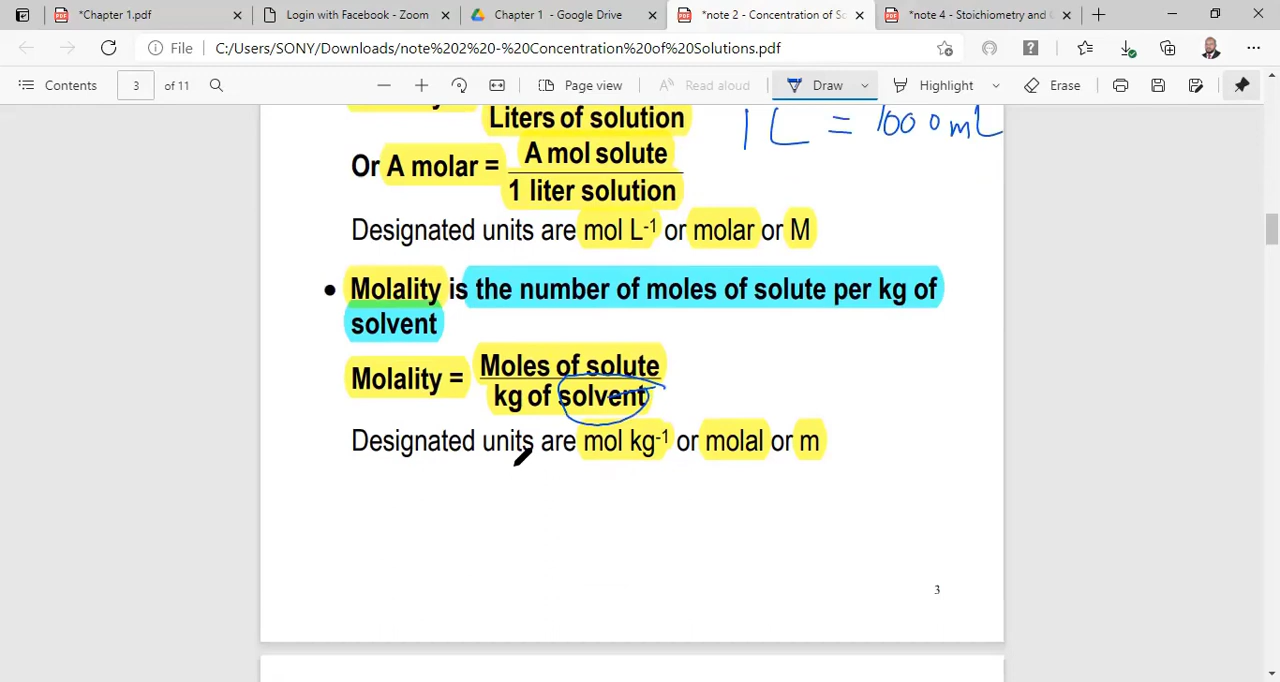 *Chapter 1.pdf
Login with Facebook - Zoom
Chapter 1 - Google Drive
*note 2 - Concentration of So
*note 4 - Stoichiometry and
File
C:/Users/SONY/Downloads/note%202%20-%20Concentration%20of%20Solutions.pdf
Contents
3
of 11
Page view
Read aloud
Draw
Highlight
Erase
Liters of solution
1 L = 1000 mL
Or A molar = A mol solute
1 liter solution
Designated units are mol L-1 or molar or M
• Molality is the number of moles of solute per kg of
solvent
Molality = Moles of solute
kg of solvent
Designated units are mol kg-1 or molal or m
3